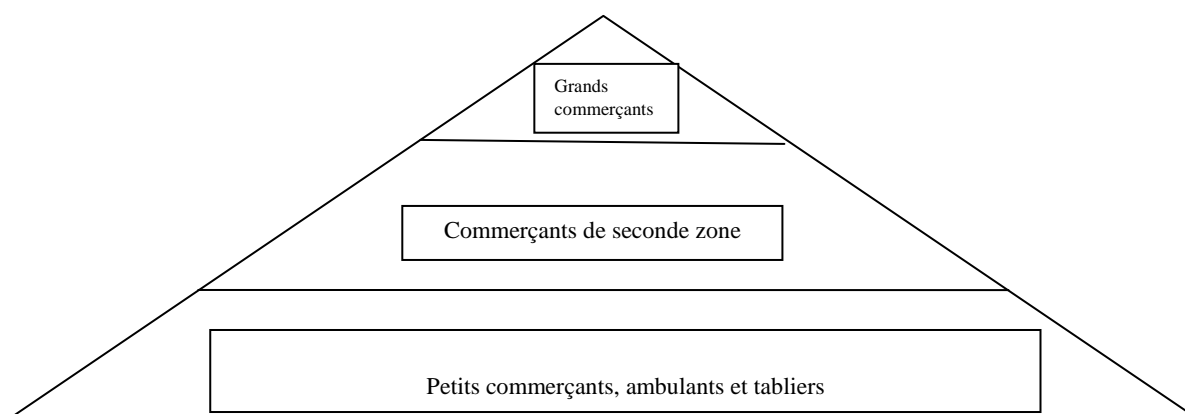 Grands
commerçants
Commerçants de seconde zone
Petits commerçants, ambulants et tabliers